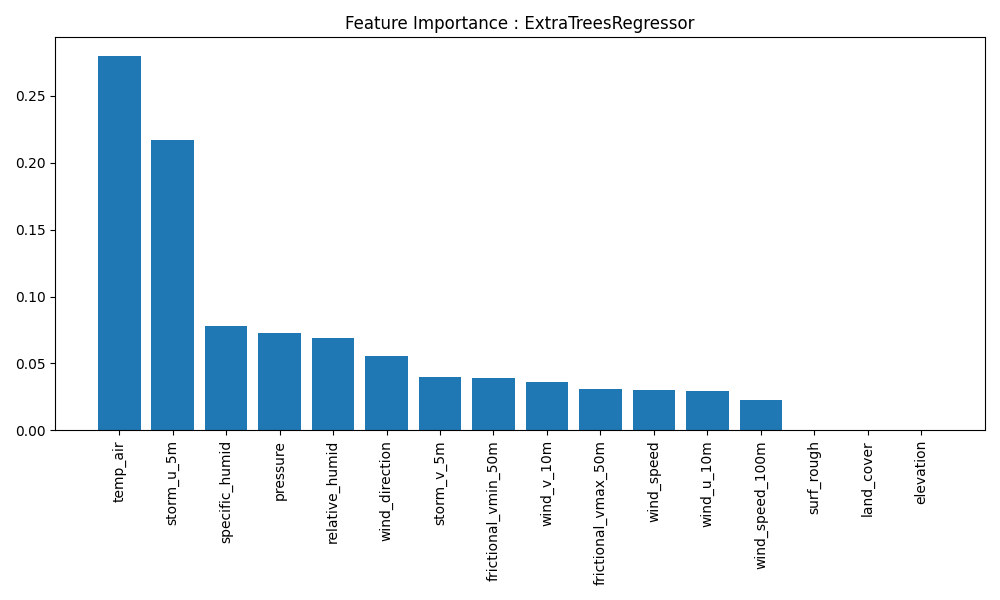 Feature Importance : ExtraTreesRegressor
0.25
0.20
0.15
0.10
0.05
0.00
temp_air
storm_u_5m
specific_humid
pressure
relative_humid
wind_direction
storm_v_5m
frictional_vmin_50m
wind_v_10m
frictional_vmax_50m
wind_speed
wind_u_10m
wind_speed_100m
surf_rough
land_cover
elevation